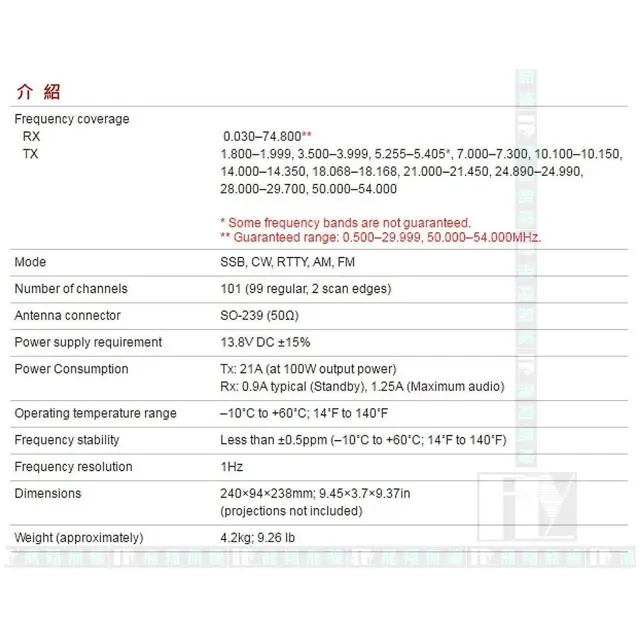 介 紹
Frequency coverage
RX 0.030–74.800**
TX 1.800–1.999, 3.500–3.999, 5.255–5.405*, 7.000–7.300, 10.100–10.150,
14.000–14.350, 18.068–18.168, 21.000–21.450, 24.890–24.990,
28.000–29.700, 50.000–54.000
* Some frequency bands are not guaranteed.
** Guaranteed range: 0.500–29.999, 50.000–54.000MHz.
Mode SSB, CW, RTTY, AM, FM
Number of channels 101 (99 regular, 2 scan edges)
Antenna connector SO-239 (50Ω)
Power supply requirement 13.8V DC ±15%
Power Consumption Tx: 21A (at 100W output power)
Rx: 0.9A typical (Standby), 1.25A (Maximum audio)
Operating temperature range –10°C to +60°C; 14°F to 140°F
Frequency stability Less than ±0.5ppm (–10°C to +60°C; 14°F to 140°F)
Frequency resolution 1Hz
Dimensions 240×94×238mm; 9.45×3.7×9.37in
(projections not included)
Weight (approximately) 4.2kg; 9.26 lb